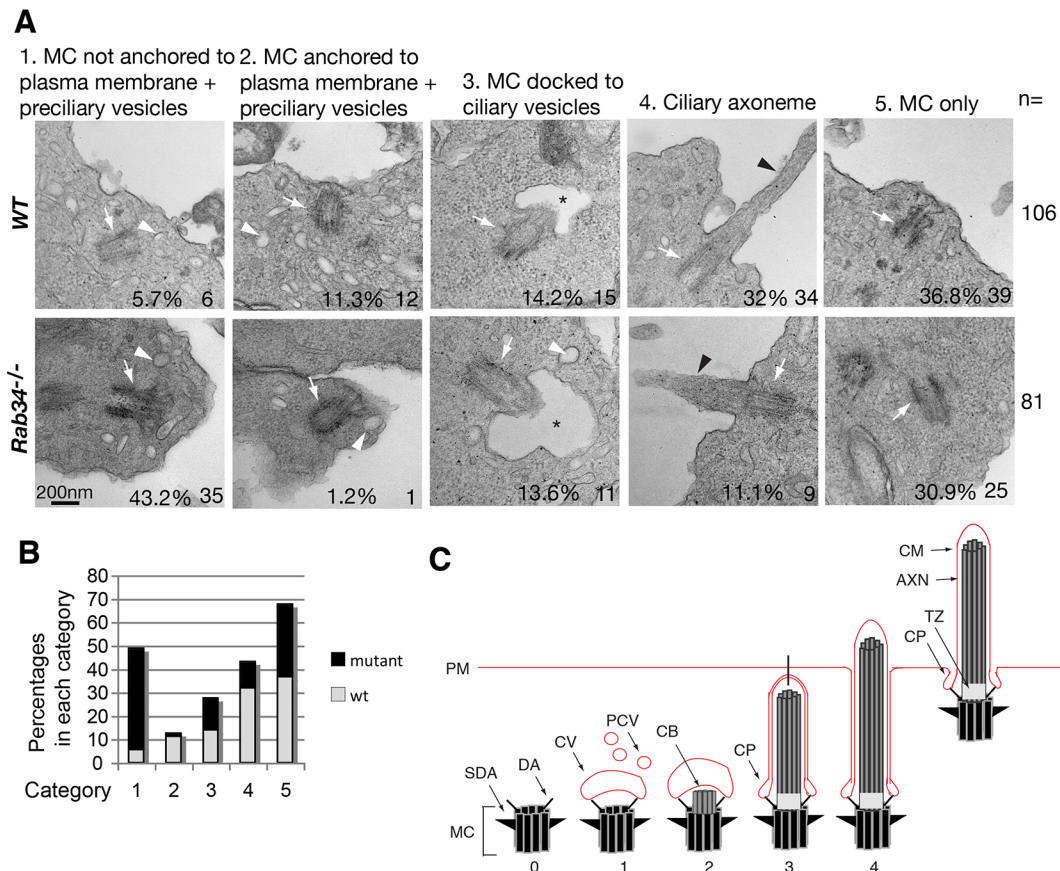 A
1. MC not anchored to
plasma membrane +
preciliary vesicles
2. MC anchored to
plasma membrane +
preciliary vesicles
3. MC docked to
ciliary vesicles
4. Ciliary axoneme
5. MC only
n=
WT
5.7% 6
11.3% 12
*
14.2% 15
32% 34
36.8% 39
106
Rab34-/-
200nm
43.2% 35
1.2% 1
*
13.6% 11
11.1% 9
30.9% 25
81
B
Percentages
in each category
80
70
60
50
40
30
20
10
0
Category 1 2 3 4 5
mutant
wt
C
CM
AXN
TZ
CP
PM
PCV
CV
CB
CP
SDA
DA
MC
0 1 2 3 4